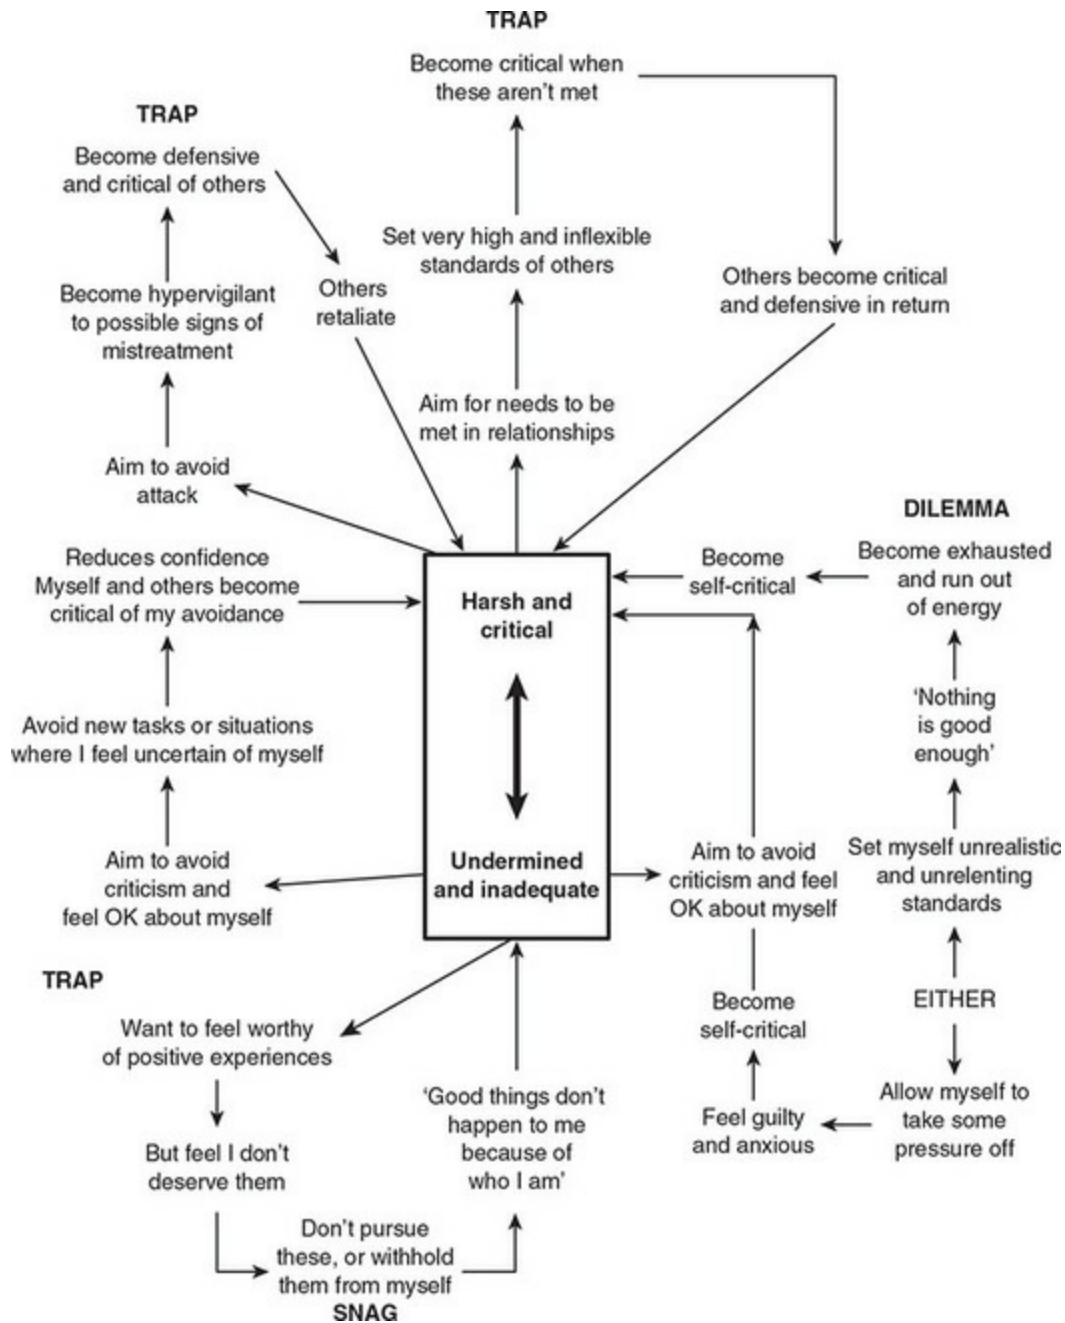 TRAP
Become critical when
these aren't met
TRAP
Become defensive
and critical of others
Set very high and inflexible
standards of others
Others become critical
and defensive in return
Become hypervigilant
to possible signs of
mistreatment
Others
retaliate
Aim for needs to be
met in relationships
Aim to avoid
attack
DILEMMA
Reduces confidence
Myself and others become
critical of my avoidance
Harsh and
critical
Become
self-critical
Become exhausted
and run out
of energy
‘Nothing
is good
enough’
Avoid new tasks or situations
where I feel uncertain of myself
Aim to avoid
criticism and
feel OK about myself
Undermined
and inadequate
Aim to avoid
criticism and feel
OK about myself
Set myself unrealistic
and unrelenting
standards
TRAP
EITHER
Become
self-critical
Want to feel worthy
of positive experiences
Allow myself to
take some
pressure off
Feel guilty
and anxious
‘Good things don’t
happen to me
because of
who I am’
But feel I don’t
deserve them
Don’t pursue
these, or withhold
them from myself
SNAG